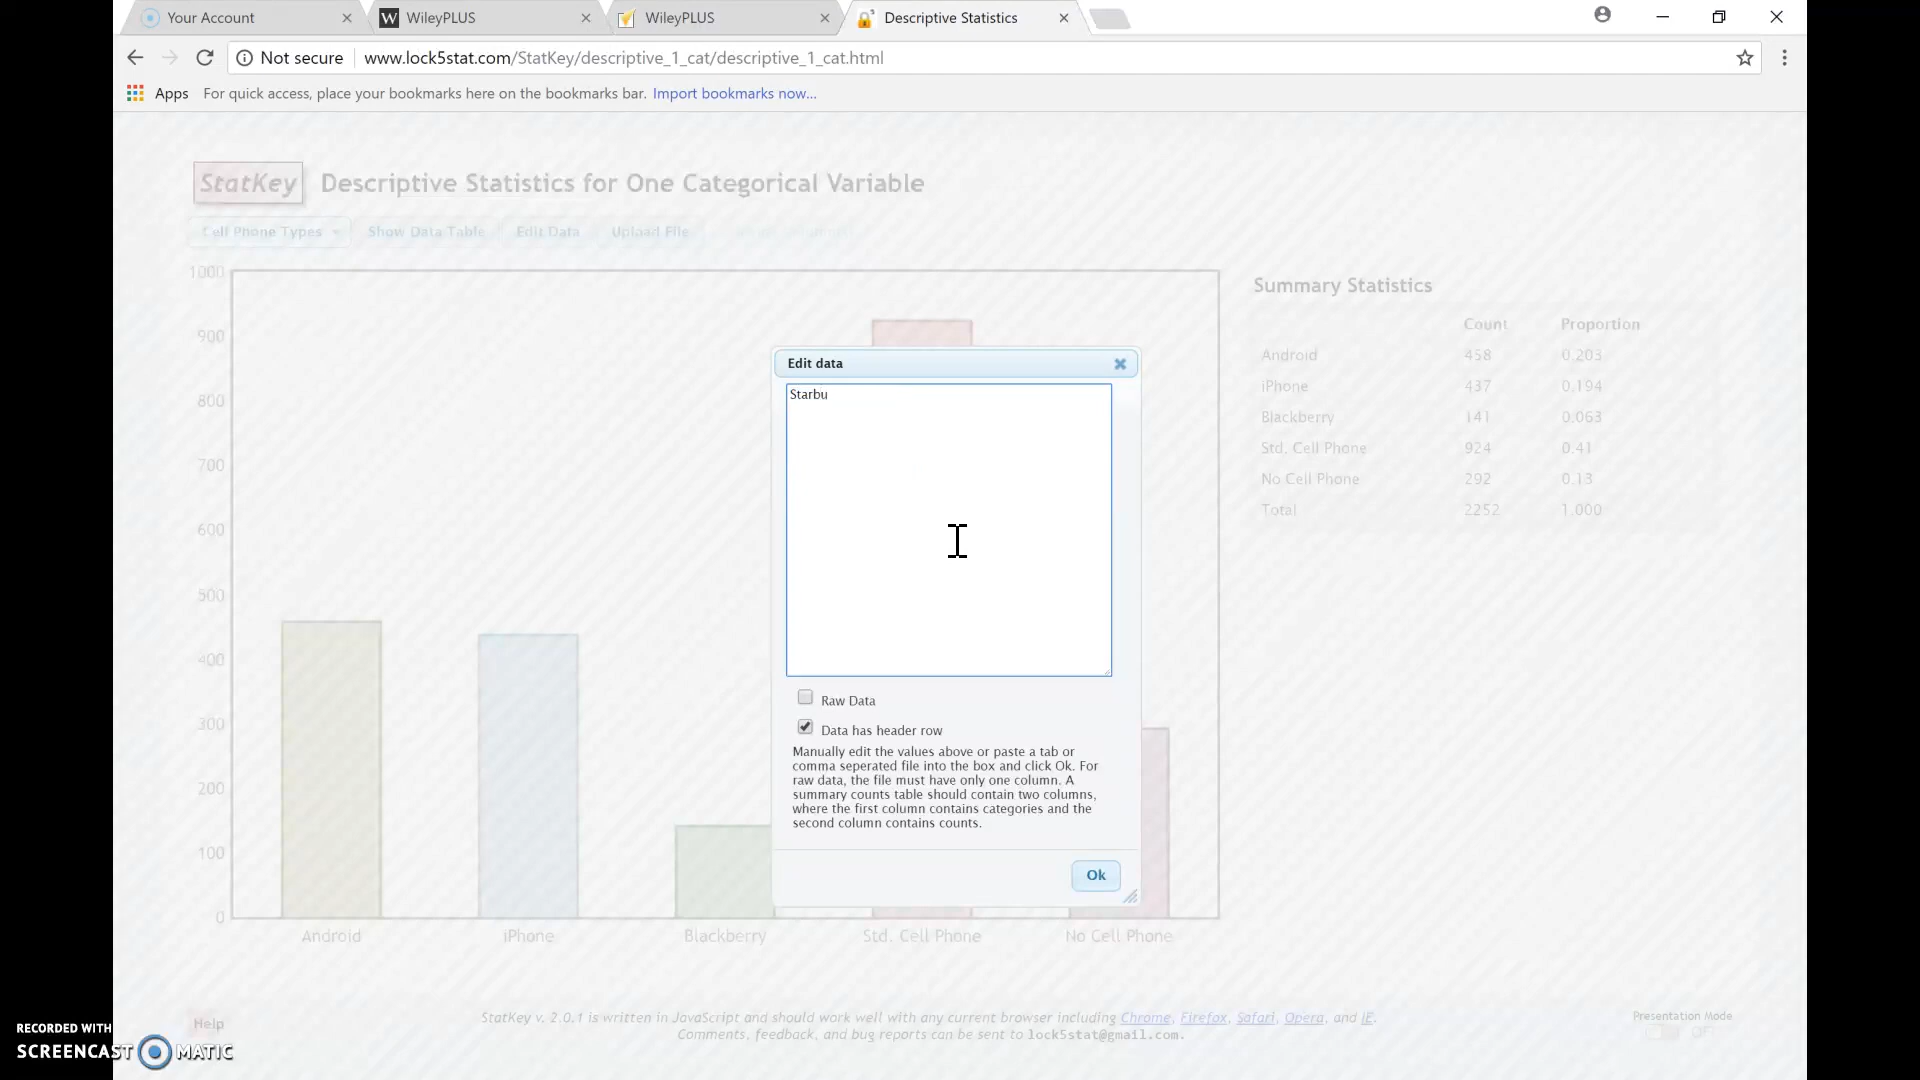 Your Account
WileyPLUS
WileyPLUS
Descriptive Statistics
Not secure
www.lock5stat.com/StatKey/descriptive_1_cat/descriptive_1_cat.html
Apps
For quick access, place your bookmarks here on the bookmarks bar. Import bookmarks now...
StatKey
Descriptive Statistics for One Categorical Variable
Cell Phone Types
Show Data Table
Edit Data
Upload File
1000
900
800
700
600
500
400
300
200
100
0
Android
iPhone
Blackberry
Std. Cell Phone
No Cell Phone
Summary Statistics
Count Proportion
Android 458 0.203
iPhone 437 0.194
Blackberry 141 0.063
Std. Cell Phone 924 0.41
No Cell Phone 292 0.13
Total 2252 1.000
Edit data
Starbu
Raw Data
Data has header row
Manually edit the values above or paste a tab or
comma seperated file into the box and click Ok. For
raw data, the file must have only one column. A
summary counts table should contain two columns,
where the first column contains categories and the
second column contains counts.
Ok
Help
StatKey v. 2.0.1 is written in JavaScript and should work well with any current browser including Chrome, Firefox, Safari, Opera, and IE.
Comments, feedback, and bug reports can be sent to lock5stat@gmail.com.
Presentation Mode
OFF
RECORDED WITH
SCREENCAST MATIC